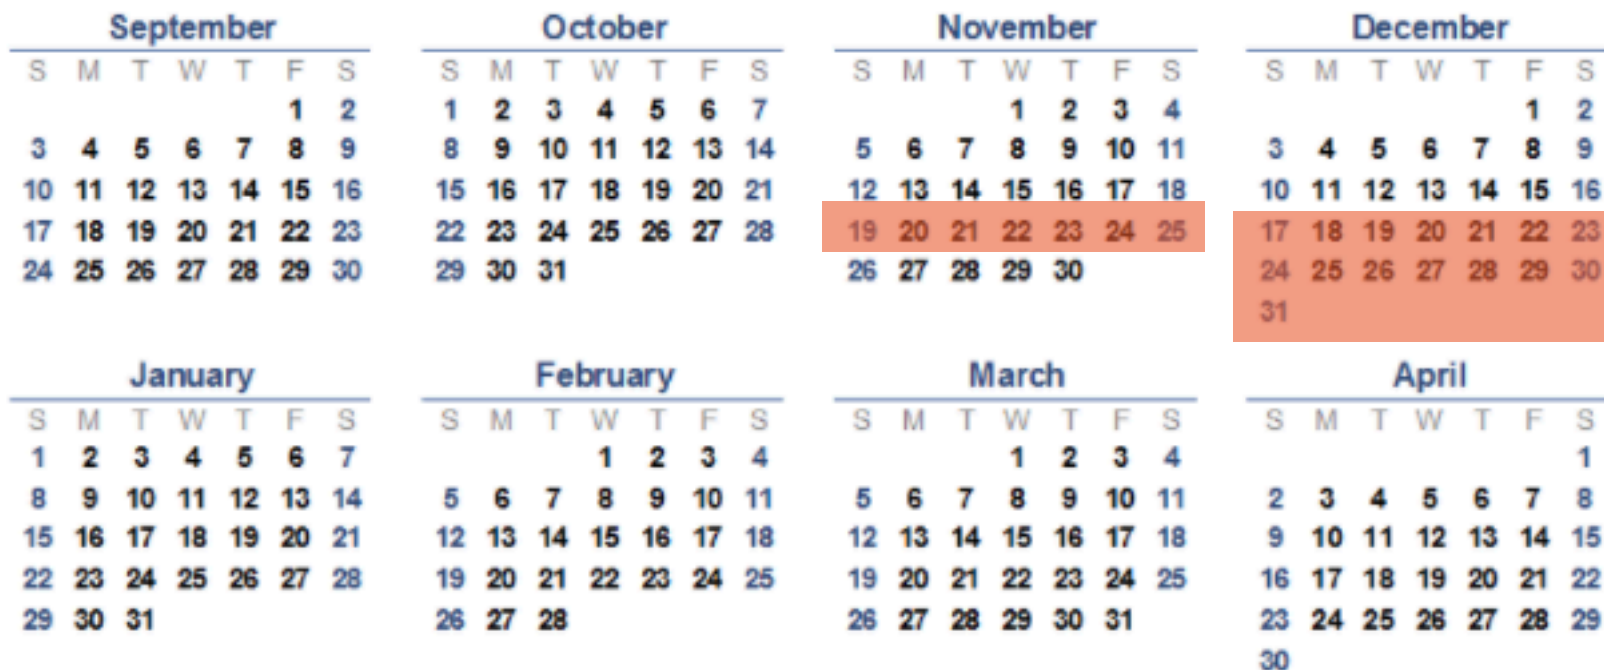 September October November December
S M T W T F S S M T W T F S S M T W T F S S M T W T F S
1 2 1 2 3 4 5 6 7 1 2 3 4 1 2
3 4 5 6 7 8 9 8 9 10 11 12 13 14 5 6 7 8 9 10 11 3 4 5 6 7 8 9
10 11 12 13 14 15 16 15 16 17 18 19 20 21 12 13 14 15 16 17 18 10 11 12 13 14 15 16
17 18 19 20 21 22 23 22 23 24 25 26 27 28 19 20 21 22 23 24 25 17 18 19 20 21 22 23
24 25 26 27 28 29 30 29 30 31 26 27 28 29 30 24 25 26 27 28 29 30
31
January February March April
S M T W T F S S M T W T F S S M T W T F S S M T W T F S
1 2 3 4 5 6 7 1 2 3 4 1 2 3 4 1
8 9 10 11 12 13 14 5 6 7 8 9 10 11 5 6 7 8 9 10 11 2 3 4 5 6 7 8
15 16 17 18 19 20 21 12 13 14 15 16 17 18 12 13 14 15 16 17 18 9 10 11 12 13 14 15
22 23 24 25 26 27 28 19 20 21 22 23 24 25 19 20 21 22 23 24 25 16 17 18 19 20 21 22
29 30 31 26 27 28 26 27 28 29 30 31 23 24 25 26 27 28 29
30